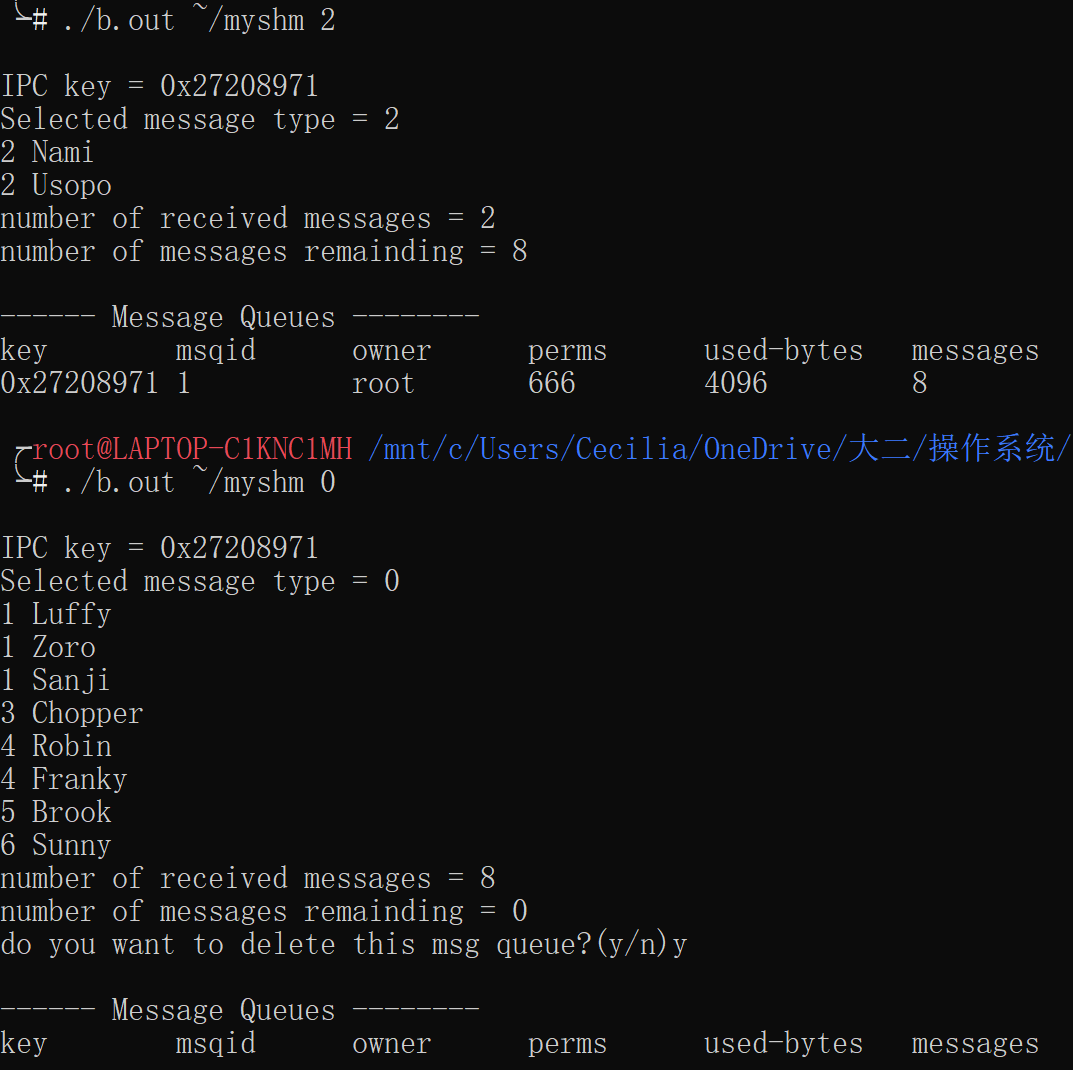 ╰─# ./b.out ~/myshm 2
IPC key = 0x27208971
Selected message type = 2
2 Nami
2 Usopo
number of received messages = 2
number of messages remainding = 8
------ Message Queues --------
key        msqid      owner      perms      used-bytes   messages
0x27208971 1          root       666        4096         8
╭─root@LAPTOP-C1KNC1MH /mnt/c/Users/Cecilia/OneDrive/大二/操作系统/
╰─# ./b.out ~/myshm 0
IPC key = 0x27208971
Selected message type = 0
1 Luffy
1 Zoro
1 Sanji
3 Chopper
4 Robin
4 Franky
5 Brook
6 Sunny
number of received messages = 8
number of messages remainding = 0
do you want to delete this msg queue?(y/n)y
------ Message Queues --------
key        msqid      owner      perms      used-bytes   messages